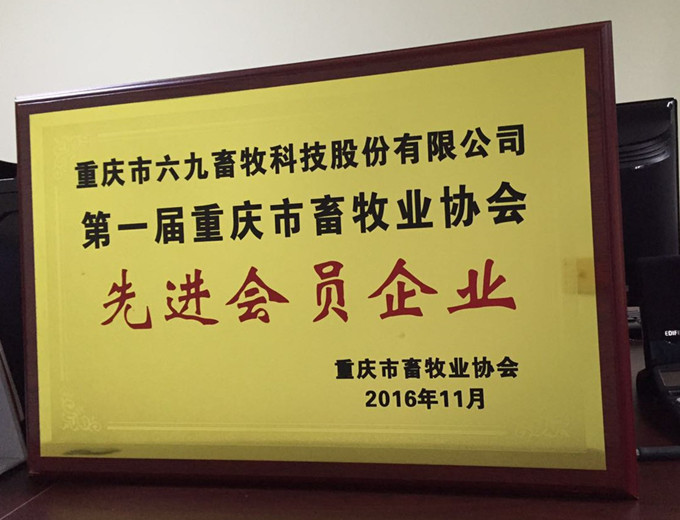 重庆市六九畜牧科技股份有限公司
第一届重庆市畜牧业协会
先进会员企业
重庆市畜牧业协会
2016年11月